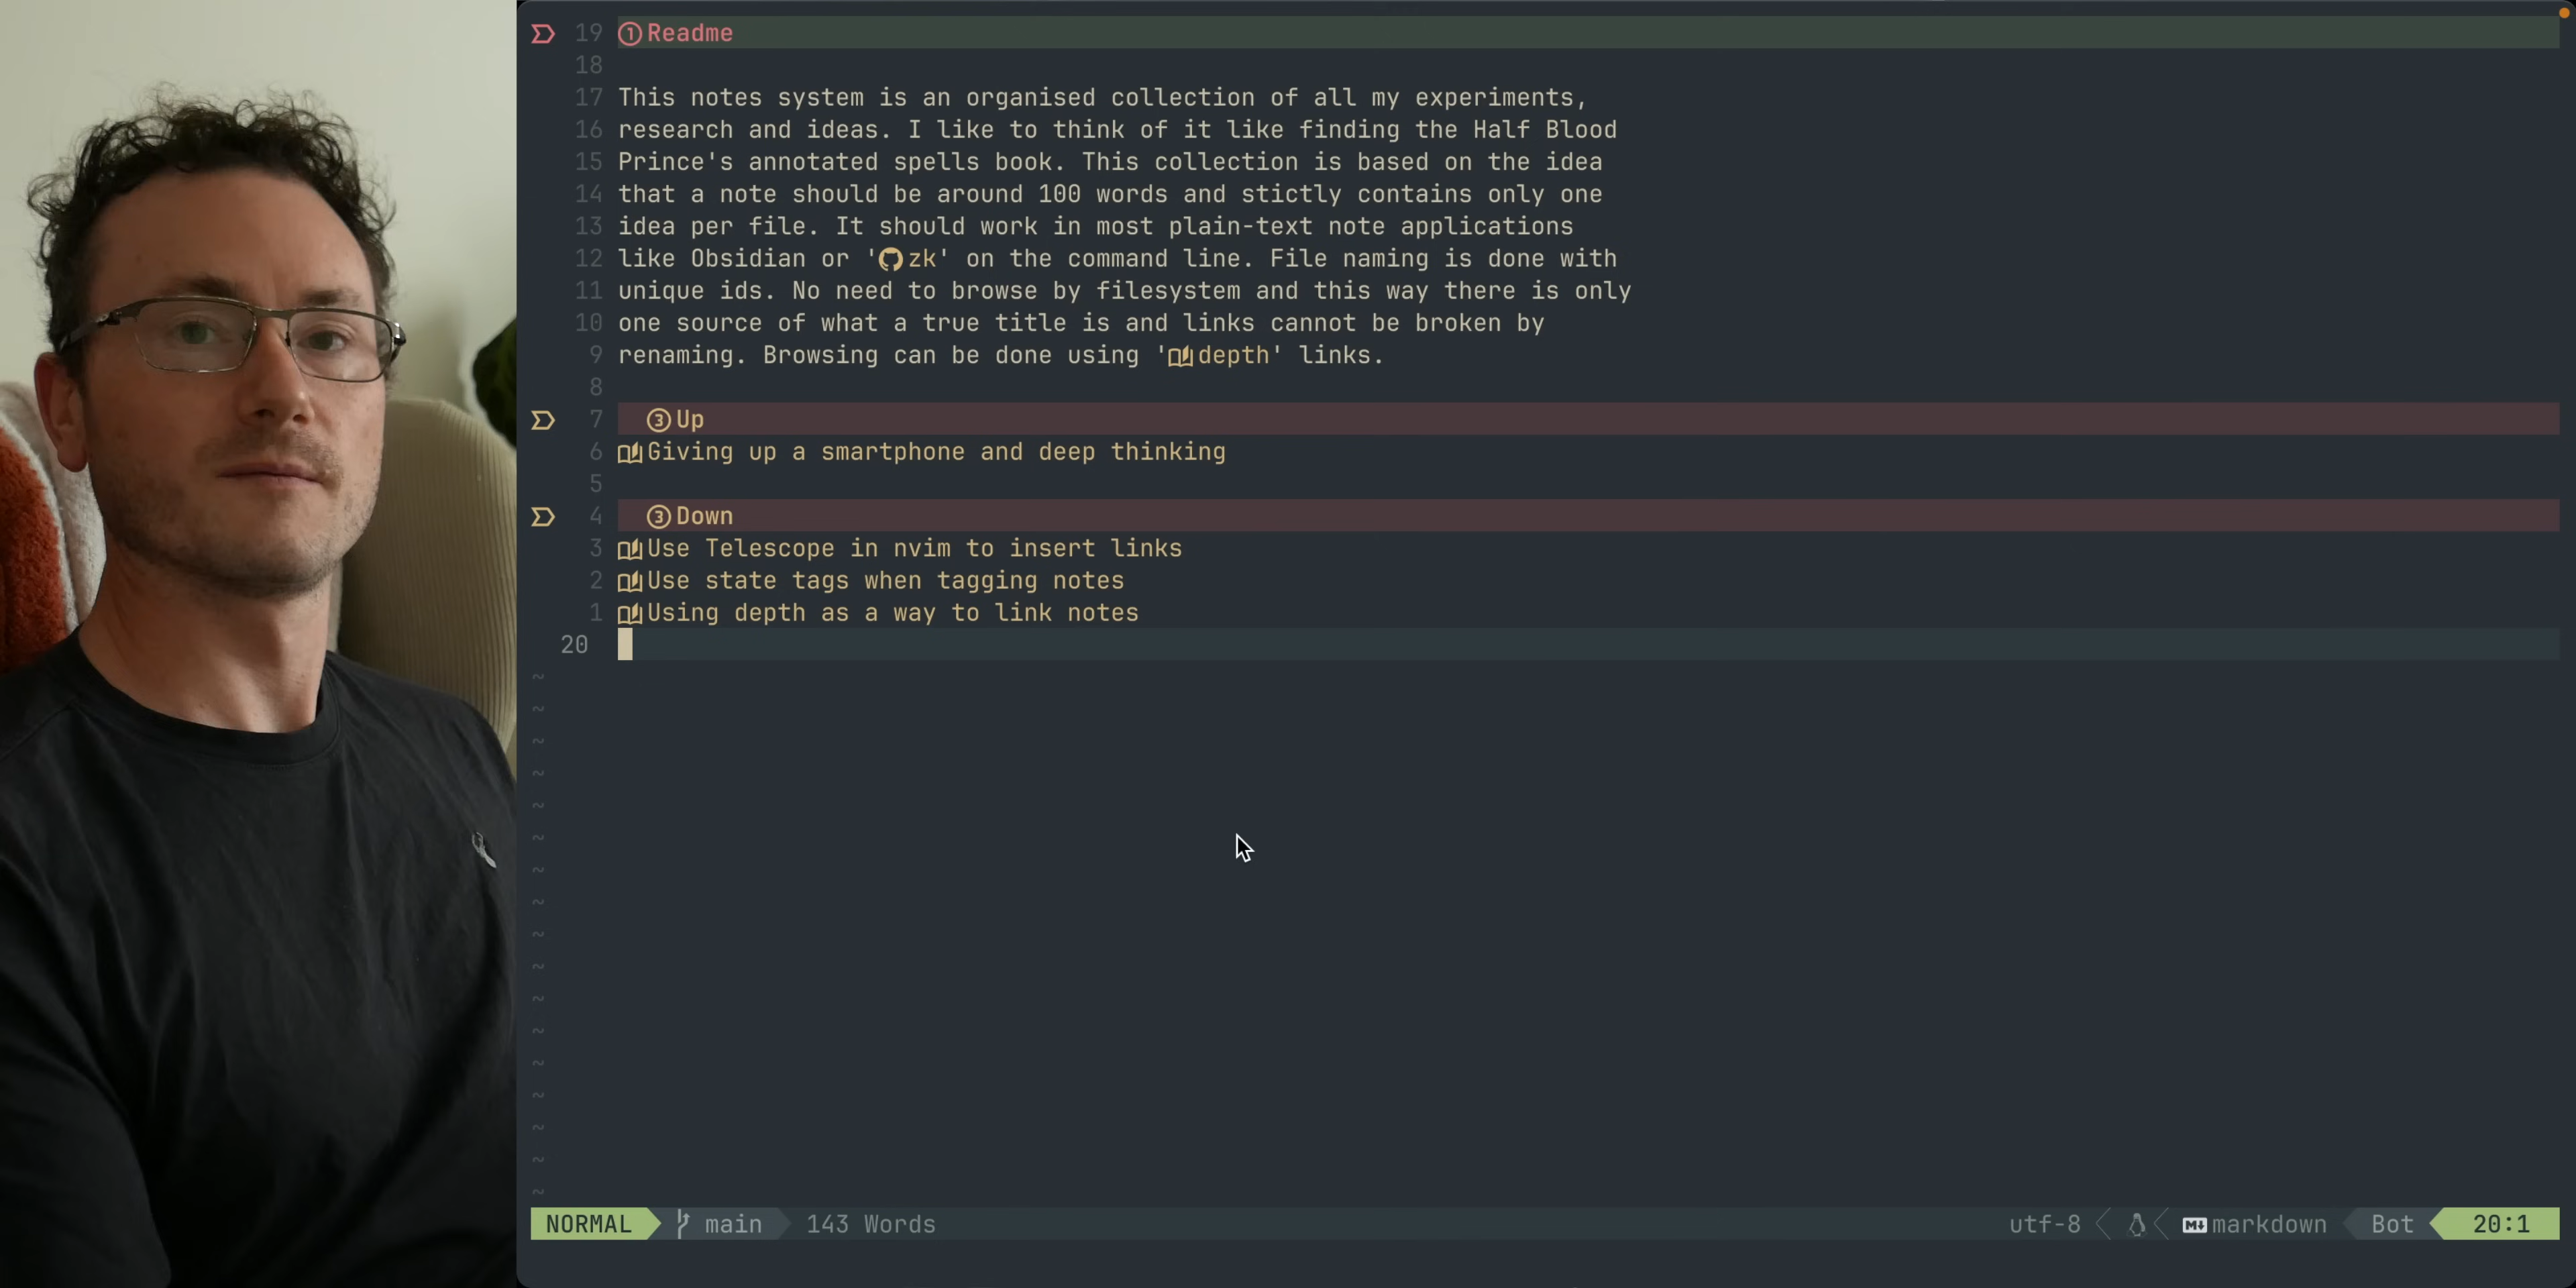 19 ① Readme
18
17 This notes system is an organised collection of all my experiments,
16 research and ideas. I like to think of it like finding the Half Blood
15 Prince's annotated spells book. This collection is based on the idea
14 that a note should be around 100 words and stictly contains only one
13 idea per file. It should work in most plain-text note applications
12 like Obsidian or 'zk' on the command line. File naming is done with
11 unique ids. No need to browse by filesystem and this way there is only
10 one source of what a true title is and links cannot be broken by
9 renaming. Browsing can be done using 'depth' links.
8
7 ③ Up
6 Giving up a smartphone and deep thinking
5
4 ③ Down
3 Use Telescope in nvim to insert links
2 Use state tags when tagging notes
1 Using depth as a way to link notes
20
NORMAL main 143 Words utf-8 M↓ markdown Bot 20:1